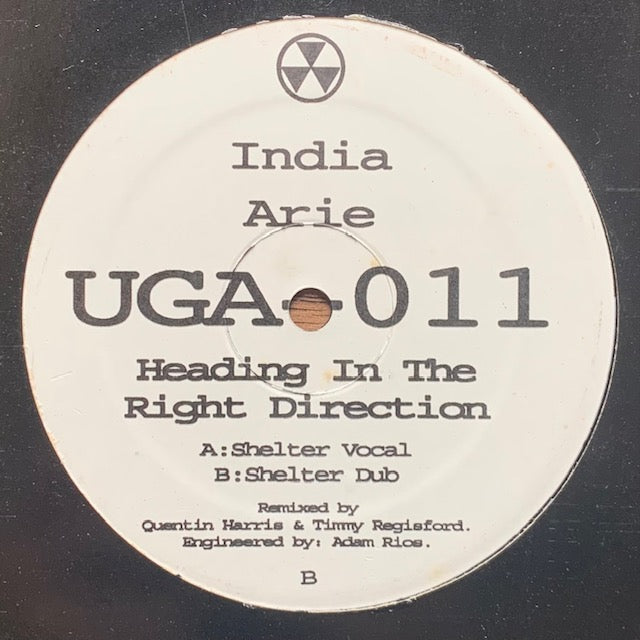 India
Arie
UGA-011
Heading In The
Right Direction
A:Shelter Vocal
B:Shelter Dub
Remixed by
Quentin Harris & Timmy Regisford.
Engineered by: Adam Rios.
B